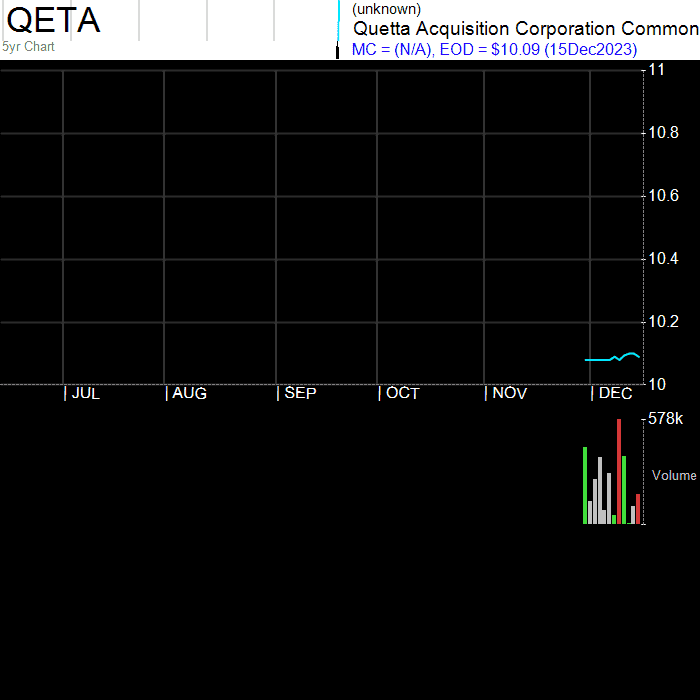 QETA
5yr Chart
(unknown)
Quetta Acquisition Corporation Common
MC = (N/A), EOD = $10.09 (15Dec2023)
11
10.8
10.6
10.4
10.2
10
| JUL | AUG | SEP | OCT | NOV | DEC
578k
Volume